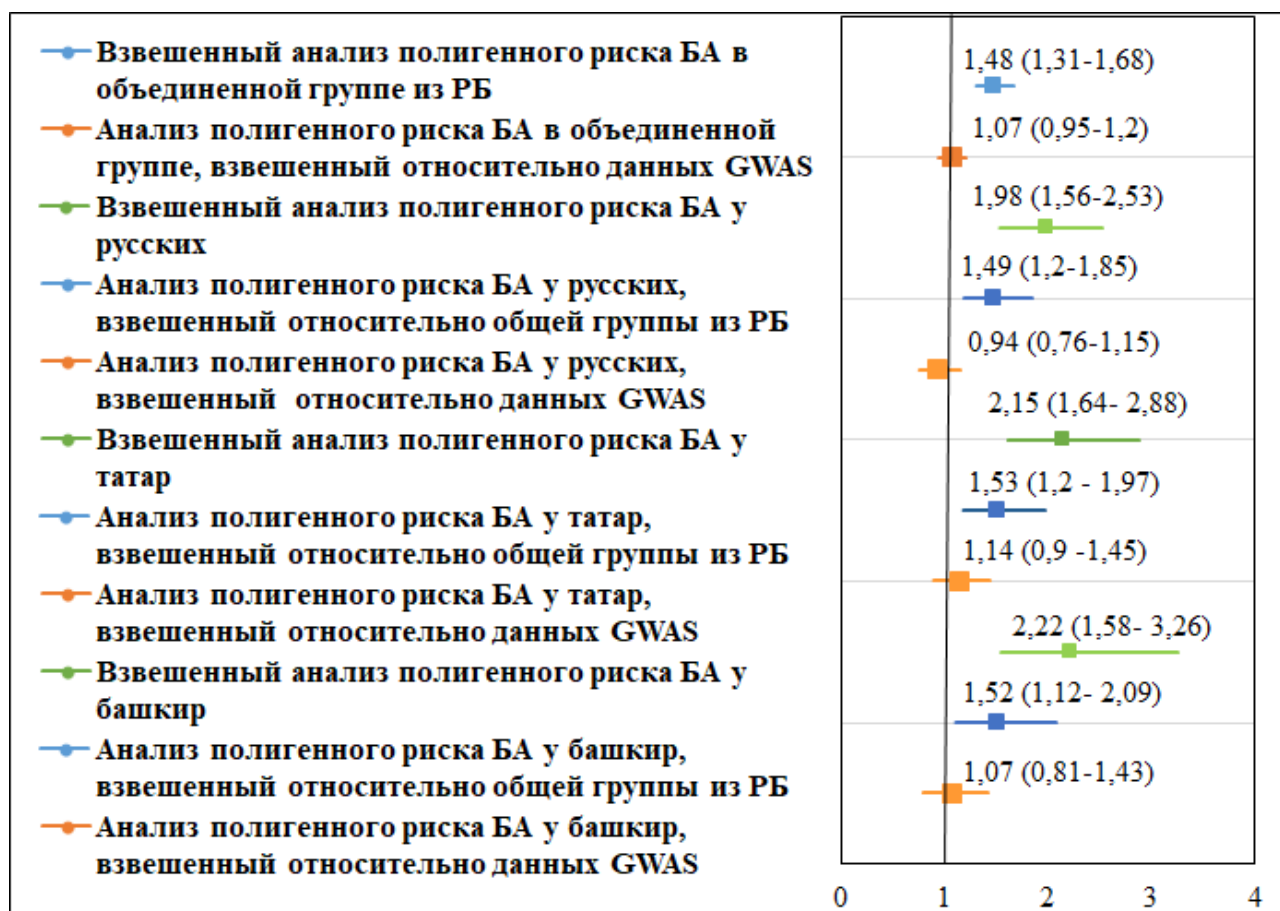 Взвешенный анализ полигенного риска БА в
объединенной группе из РБ
Анализ полигенного риска БА в объединенной
группе, взвешенный относительно данных GWAS
Взвешенный анализ полигенного риска БА у
русских
Анализ полигенного риска БА у русских,
взвешенный относительно общей группы из РБ
Анализ полигенного риска БА у русских,
взвешенный относительно данных GWAS
Взвешенный анализ полигенного риска БА у
татар
Анализ полигенного риска БА у татар,
взвешенный относительно общей группы из РБ
Анализ полигенного риска БА у татар,
взвешенный относительно данных GWAS
Взвешенный анализ полигенного риска БА у
башкир
Анализ полигенного риска БА у башкир,
взвешенный относительно общей группы из РБ
Анализ полигенного риска БА у башкир,
взвешенный относительно данных GWAS
1,48 (1,31-1,68)
1,07 (0,95-1,2)
1,98 (1,56-2,53)
1,49 (1,2-1,85)
0,94 (0,76-1,15)
2,15 (1,64- 2,88)
1,53 (1,2 - 1,97)
1,14 (0,9 -1,45)
2,22 (1,58- 3,26)
1,52 (1,12- 2,09)
1,07 (0,81-1,43)
0 1 2 3 4